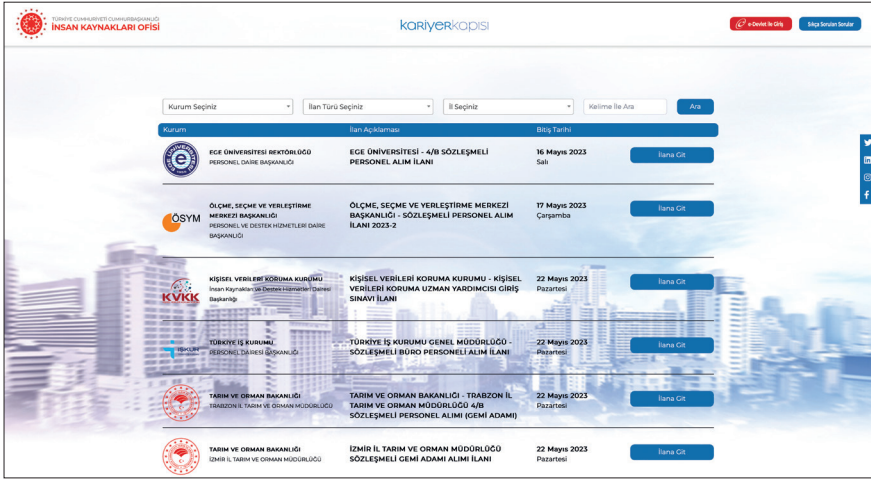 TÜRKİYE CUMHURİYETİ CUMHURBAŞKANLIĞI
İNSAN KAYNAKLARI OFİSİ
kariyerkapısı
e-Devlet ile Giriş
Sıkça Sorulan Sorular
Kurum Seçiniz
İlan Türü Seçiniz
İl Seçiniz
Kelime İle Ara
Ara
Kurum
İlan Açıklaması
Bitiş Tarihi
EGE ÜNİVERSİTESİ
EGE ÜNİVERSİTESİ REKTÖRLÜĞÜ
PERSONEL DAİRE BAŞKANLIĞI
EGE ÜNİVERSİTESİ - 4/B SÖZLEŞMELİ
PERSONEL ALIM İLANI
16 Mayıs 2023
Salı
İlana Git
ÖSYM
ÖLÇME, SEÇME VE YERLEŞTİRME
MERKEZİ BAŞKANLIĞI
PERSONEL VE DESTEK HİZMETLERİ DAİRE
BAŞKANLIĞI
ÖLÇME, SEÇME VE YERLEŞTİRME MERKEZİ
BAŞKANLIĞI - SÖZLEŞMELİ PERSONEL ALIM
İLANI 2023-2
17 Mayıs 2023
Çarşamba
İlana Git
KVKK
KİŞİSEL VERİLERİ KORUMA KURUMU
İnsan Kaynakları ve Destek Hizmetleri Dairesi
Başkanlığı
KİŞİSEL VERİLERİ KORUMA KURUMU - KİŞİSEL
VERİLERİ KORUMA UZMAN YARDIMCISI GİRİŞ
SINAVI İLANI
22 Mayıs 2023
Pazartesi
İlana Git
İŞKUR
TÜRKİYE İŞ KURUMU
PERSONEL DAİRESİ BAŞKANLIĞI
TÜRKİYE İŞ KURUMU GENEL MÜDÜRLÜĞÜ -
SÖZLEŞMELİ BÜRO PERSONELİ ALIM İLANI
22 Mayıs 2023
Pazartesi
İlana Git
TARIM VE ORMAN BAKANLIĞI
TRABZON İL TARIM VE ORMAN MÜDÜRLÜĞÜ
TARIM VE ORMAN BAKANLIĞI - TRABZON İL
TARIM VE ORMAN MÜDÜRLÜĞÜ 4/B
SÖZLEŞMELİ PERSONEL ALIMI (GEMİ ADAMI)
22 Mayıs 2023
Pazartesi
İlana Git
TARIM VE ORMAN BAKANLIĞI
İZMİR İL TARIM VE ORMAN MÜDÜRLÜĞÜ
İZMİR İL TARIM VE ORMAN MÜDÜRLÜĞÜ
SÖZLEŞMELİ GEMİ ADAMI ALIMI İLANI
22 Mayıs 2023
Pazartesi
İlana Git